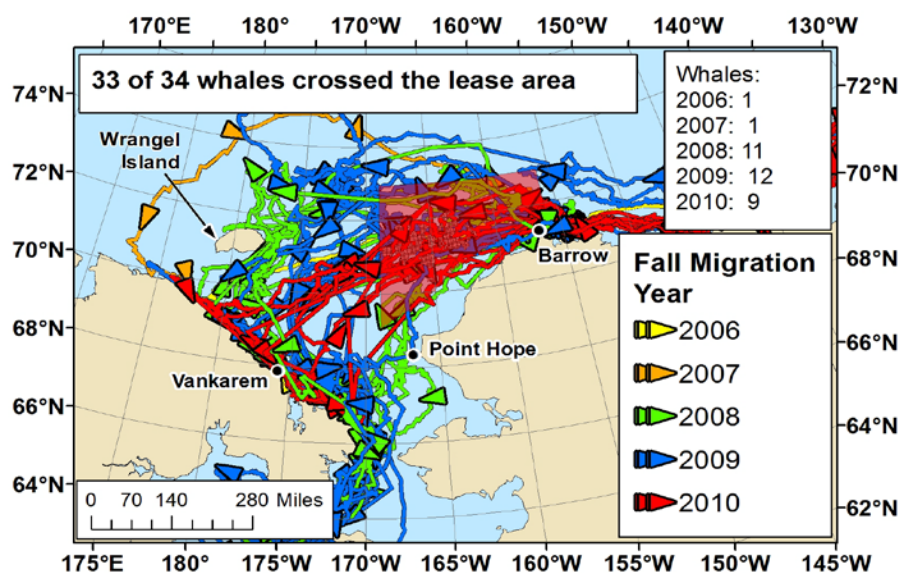 170°E 180° 170°W 160°W 150°W 140°W 130°W
33 of 34 whales crossed the lease area
Whales:
2006: 1
2007: 1
2008: 11
2009: 12
2010: 9
74°N
72°N
70°N
68°N
66°N
64°N
72°N
70°N
68°N
66°N
64°N
62°N
Wrangel
Island
Barrow
Point Hope
Vankarem
Fall Migration
Year
2006
2007
2008
2009
2010
0 70 140 280 Miles
175°E 180° 175°W 170°W 165°W 160°W 155°W 150°W 145°W